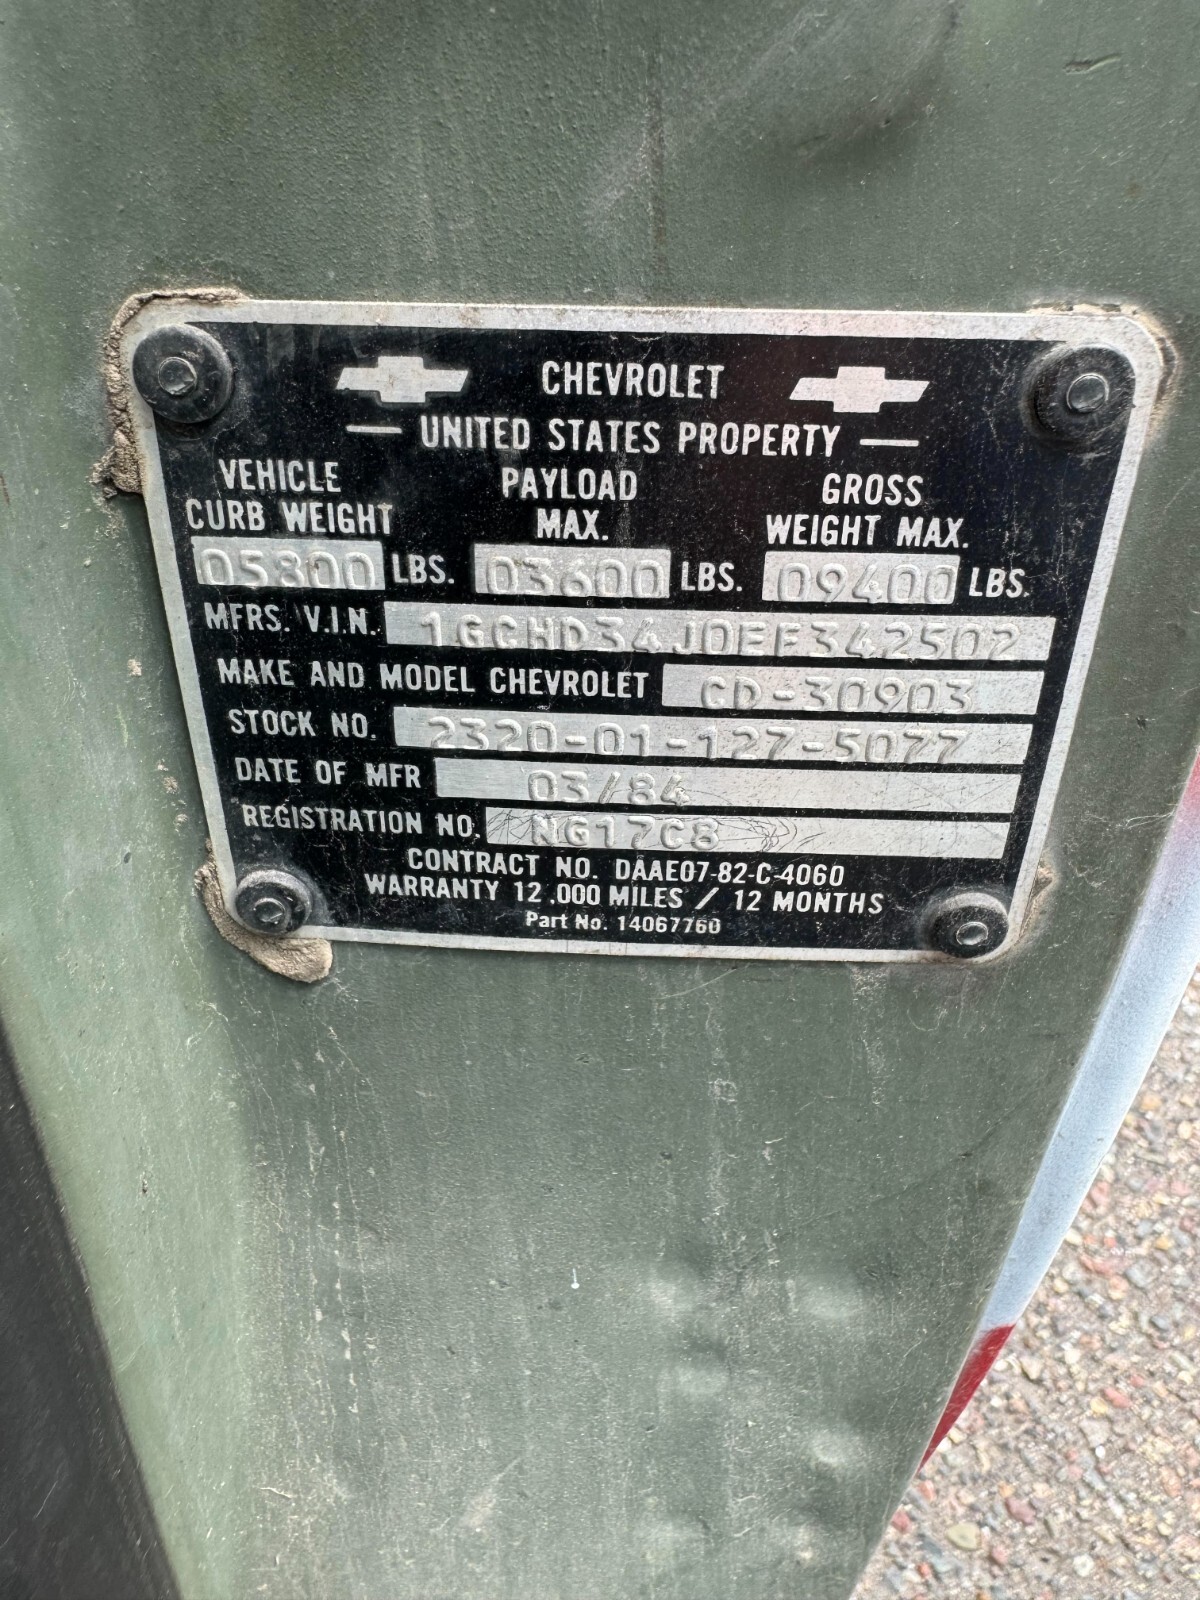 CHEVROLET
UNITED STATES PROPERTY
VEHICLE CURB WEIGHT 05800 LBS.
PAYLOAD MAX. 03600 LBS.
GROSS WEIGHT MAX. 09400 LBS.
MFRS. V.I.N. 1GCHD34J0EF342502
MAKE AND MODEL CHEVROLET CD-30903
STOCK NO. 2320-01-127-5077
DATE OF MFR 03/84
REGISTRATION NO. NG17C8
CONTRACT NO. DAAE07-82-C-4060
WARRANTY 12,000 MILES / 12 MONTHS
Part No. 14067760